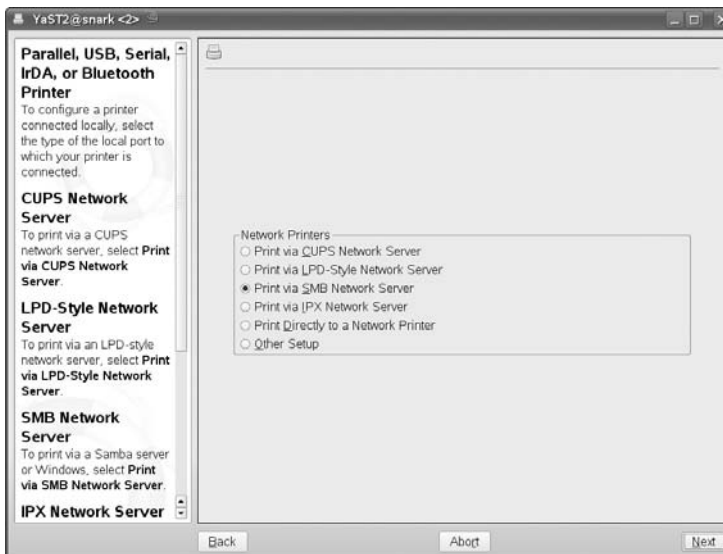 YaST2@snark <2>
Parallel, USB, Serial,
IrDA, or Bluetooth
Printer
To configure a printer
connected locally, select
the type of the local port to
which your printer is
connected.
CUPS Network
Server
To print via a CUPS
network server, select Print
via CUPS Network
Server.
LPD-Style Network
Server
To print via an LPD-style
network server, select Print
via LPD-Style Network
Server.
SMB Network
Server
To print via a Samba server
or Windows, select Print
via SMB Network Server.
IPX Network Server
Network Printers
Print via CUPS Network Server
Print via LPD-Style Network Server
Print via SMB Network Server
Print via IPX Network Server
Print Directly to a Network Printer
Other Setup
Back
Abort
Next